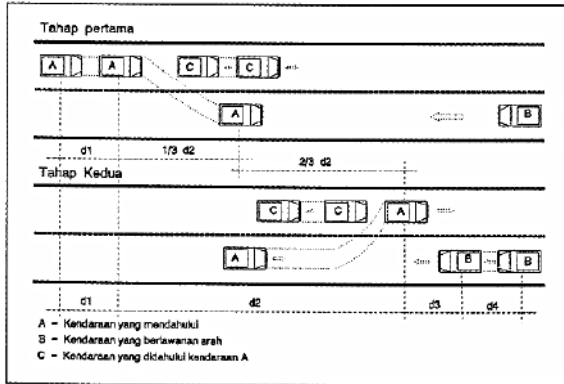 Tahap pertama
A A C C
A B
d1 1/3 d2 2/3 d2
Tahap Kedua
C C A
A B B
d1 d2 d3 d4
A - Kendaraan yang mendahului
B - Kendaraan yang berlawanan arah
C - Kendaraan yang didahului kendaraan A